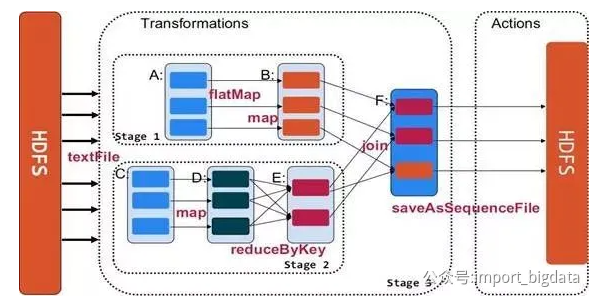 Transformations
Actions
HDFS
A:
B:
flatMap
map
Stage 1
textFile
F:
join
C:
D:
E:
map
reduceByKey
Stage 2
saveAsSequenceFile
Stage 3
HDFS
公众号:import_bigdata